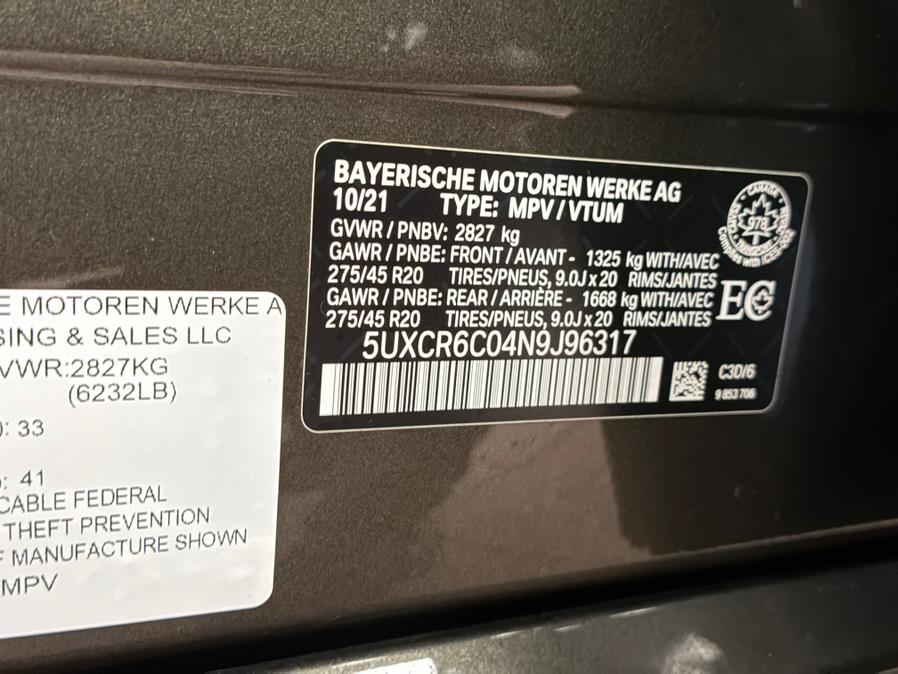 BAYERISCHE MOTOREN WERKE AG
10/21 TYPE: MPV / VTUM
GVWR / PNBV: 2827 kg
GAWR / PNBE: FRONT / AVANT - 1325 kg WITH/AVEC
275/45 R20 TIRES/PNEUS, 9.0J x 20 RIMS/JANTES
GAWR / PNBE: REAR / ARRIÈRE - 1668 kg WITH/AVEC
275/45 R20 TIRES/PNEUS, 9.0J x 20 RIMS/JANTES
5UXCR6C04N9J96317
CANADA
978
EC
C3D/6
9 853 706
E MOTOREN WERKE A
SING & SALES LLC
VWR:2827KG
(6232LB)
): 33
: 41
CABLE FEDERAL
THEFT PREVENTION
F MANUFACTURE SHOWN
MPV